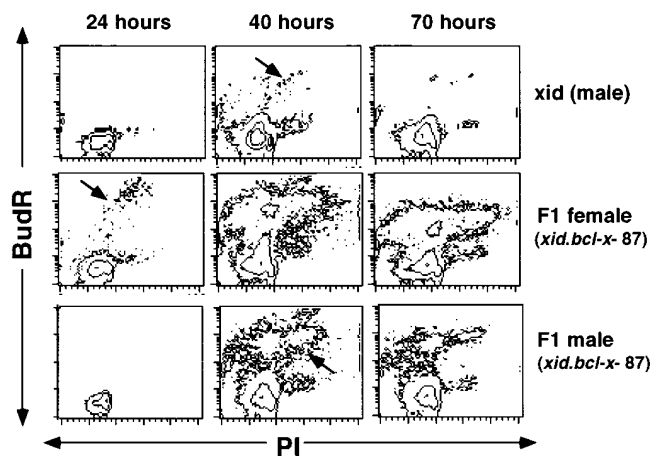 24 hours 40 hours 70 hours
xid (male)
F1 female
(xid.bcl-x- 87)
F1 male
(xid.bcl-x- 87)
BudR
PI